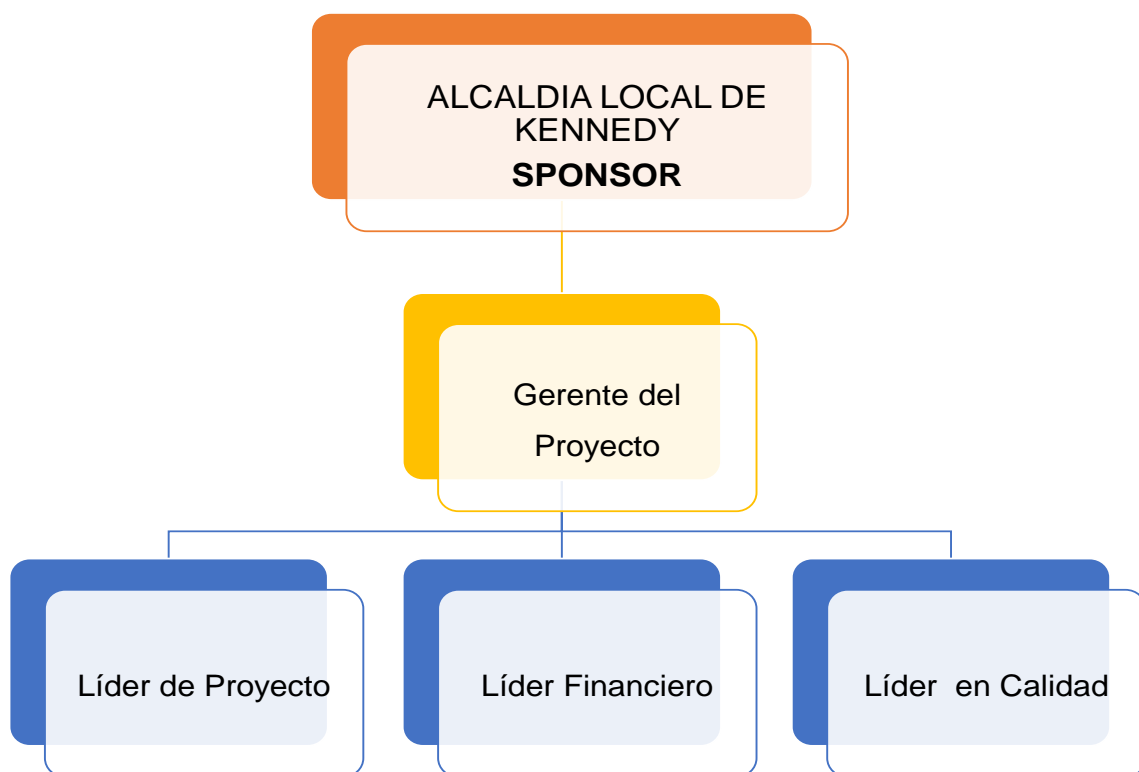 ALCALDIA LOCAL DE
KENNEDY
SPONSOR
Gerente del
Proyecto
Líder de Proyecto
Líder Financiero
Líder en Calidad